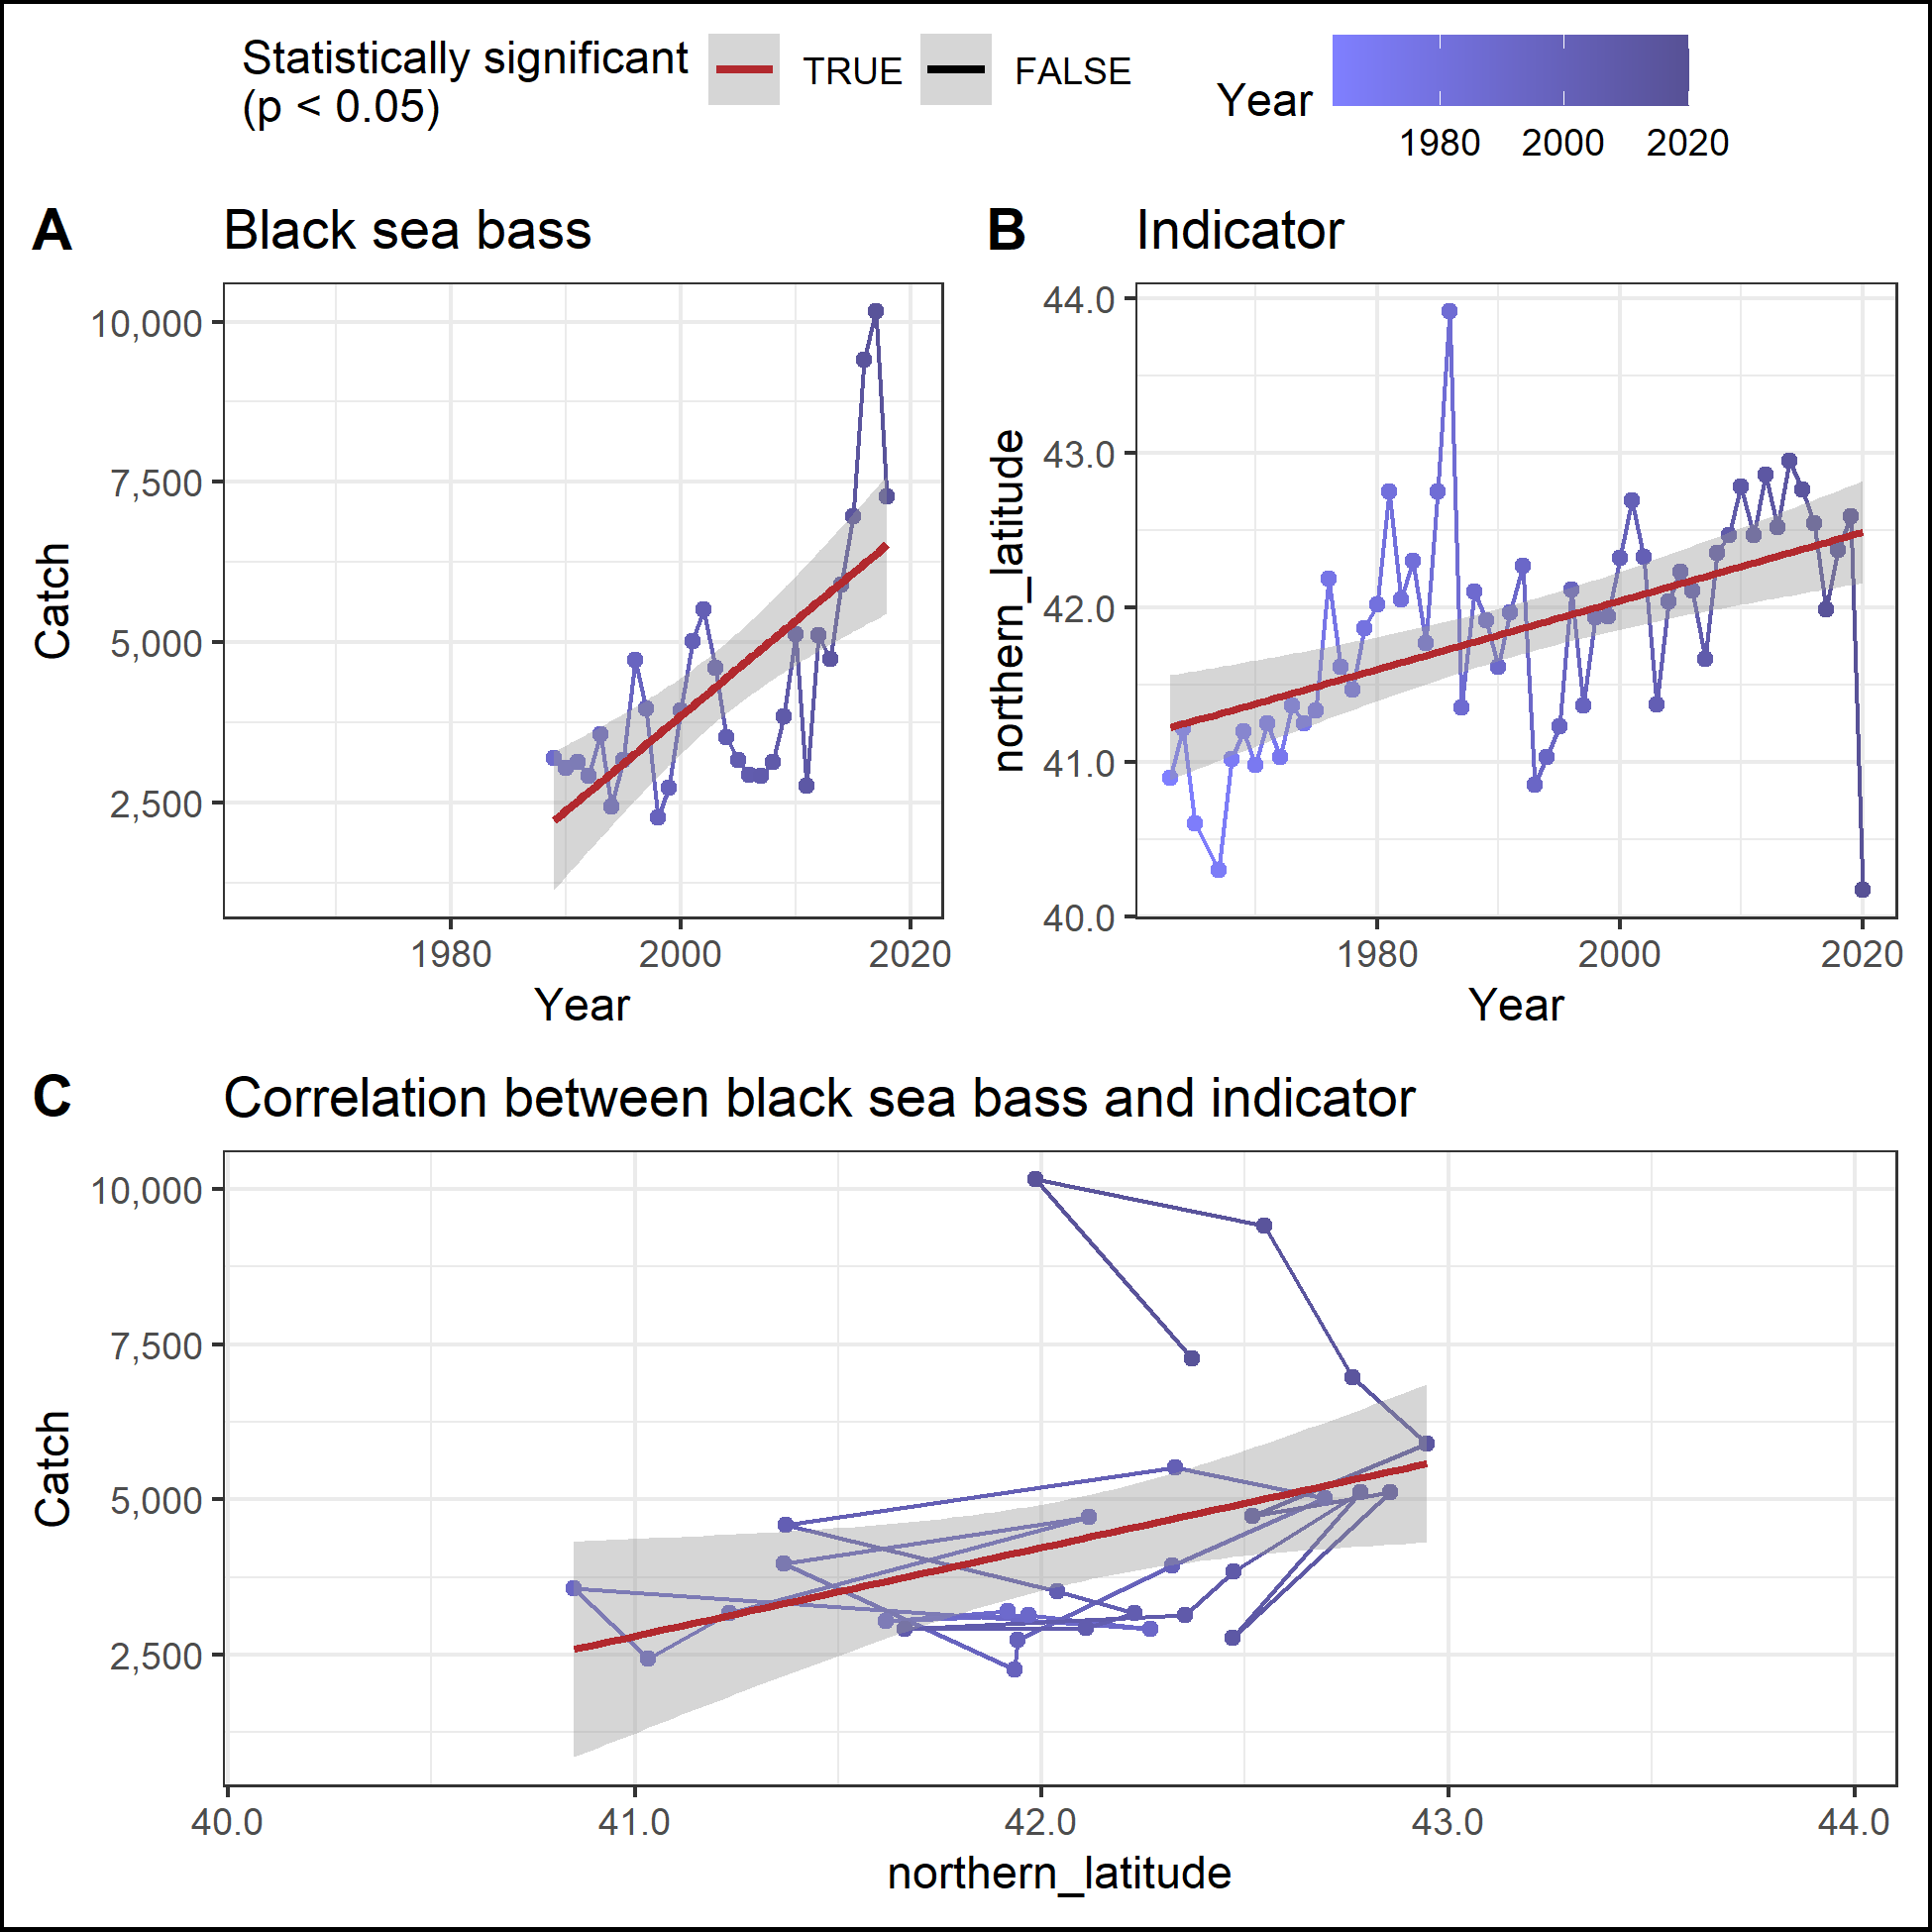 Statistically significant
(p < 0.05)
TRUE
FALSE
Year
1980
2000
2020
A
Black sea bass
Catch
10,000
7,500
5,000
2,500
1980
2000
2020
Year
B
Indicator
northern_latitude
44.0
43.0
42.0
41.0
40.0
1980
2000
2020
Year
C
Correlation between black sea bass and indicator
Catch
10,000
7,500
5,000
2,500
40.0
41.0
42.0
43.0
44.0
northern_latitude